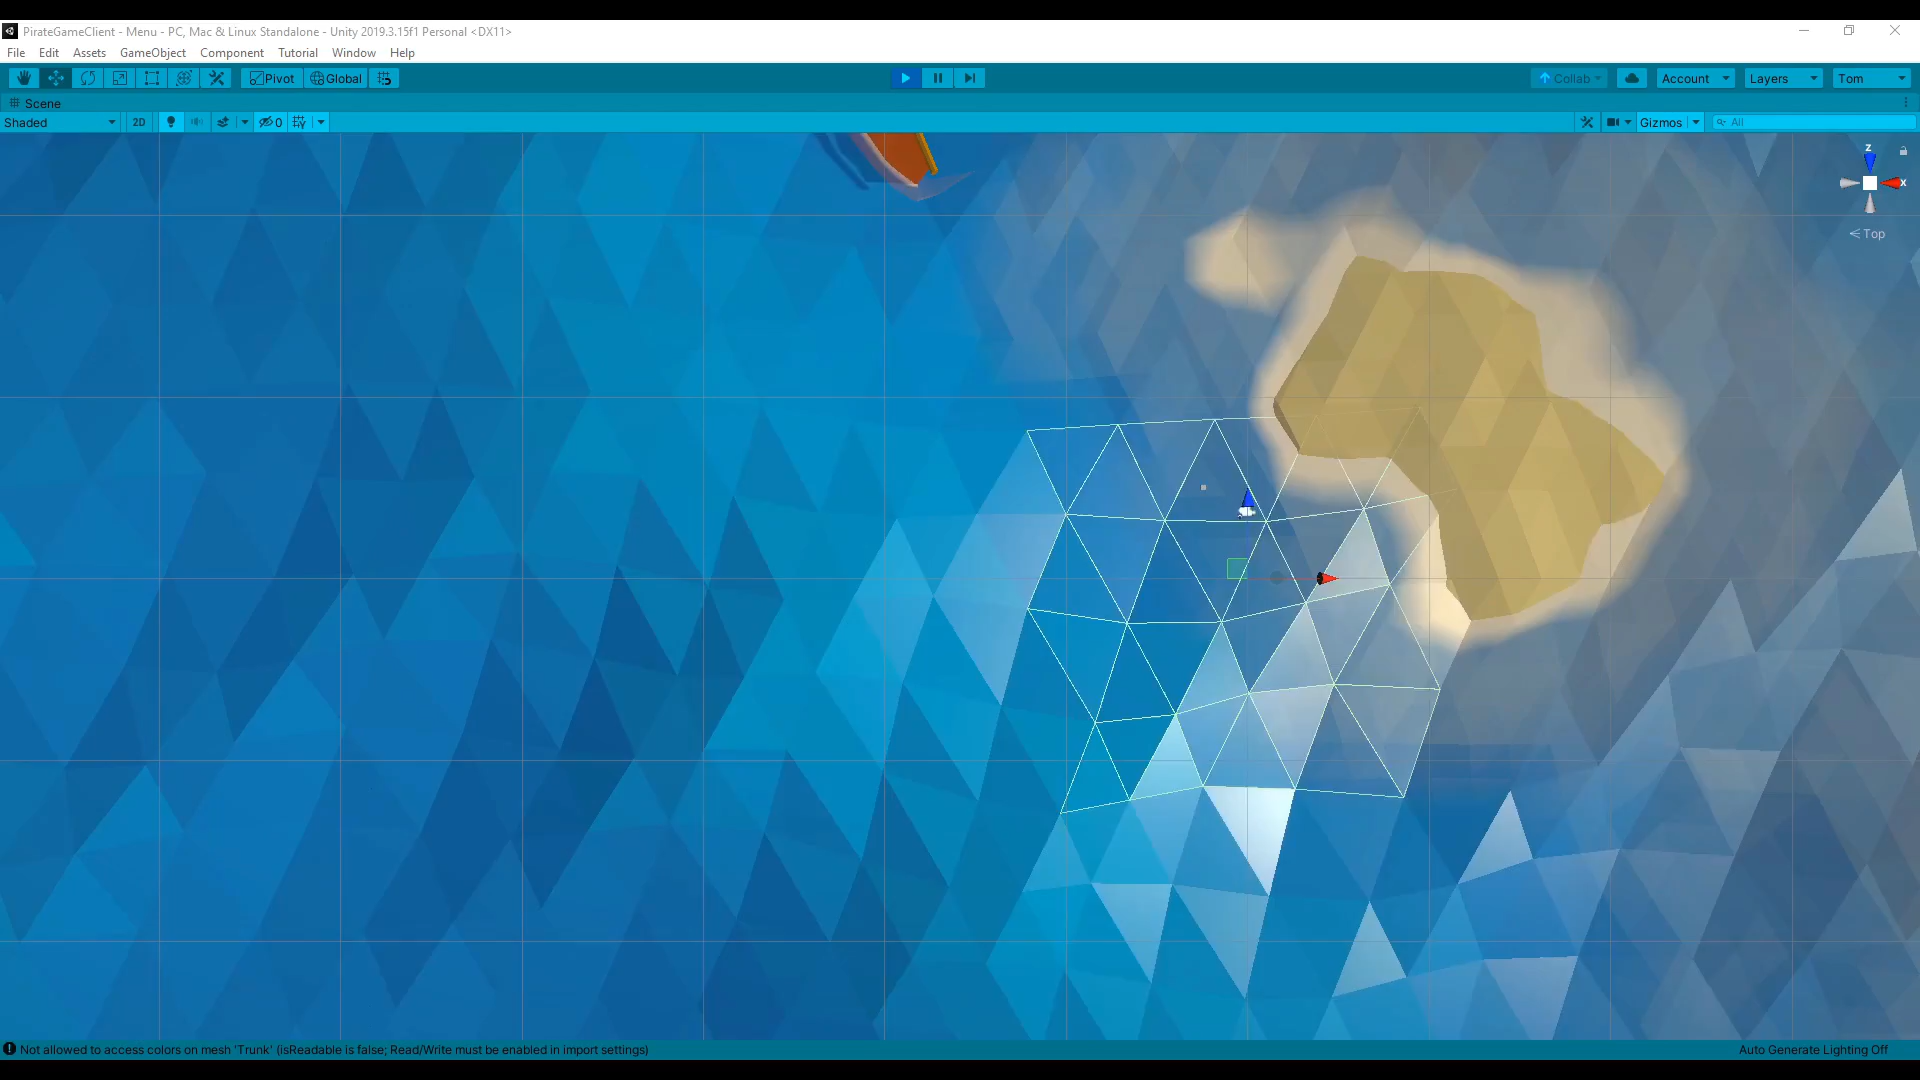 PirateGameClient - Menu - PC, Mac & Linux Standalone - Unity 2019.3.15f1 Personal <DX11>
File Edit Assets GameObject Component Tutorial Window Help
Pivot Global Collab Account Layers Tom
Scene
Shaded 2D 0 Gizmos All
z
x
Top
Not allowed to access colors on mesh 'Trunk' (isReadable is false; Read/Write must be enabled in import settings) Auto Generate Lighting Off